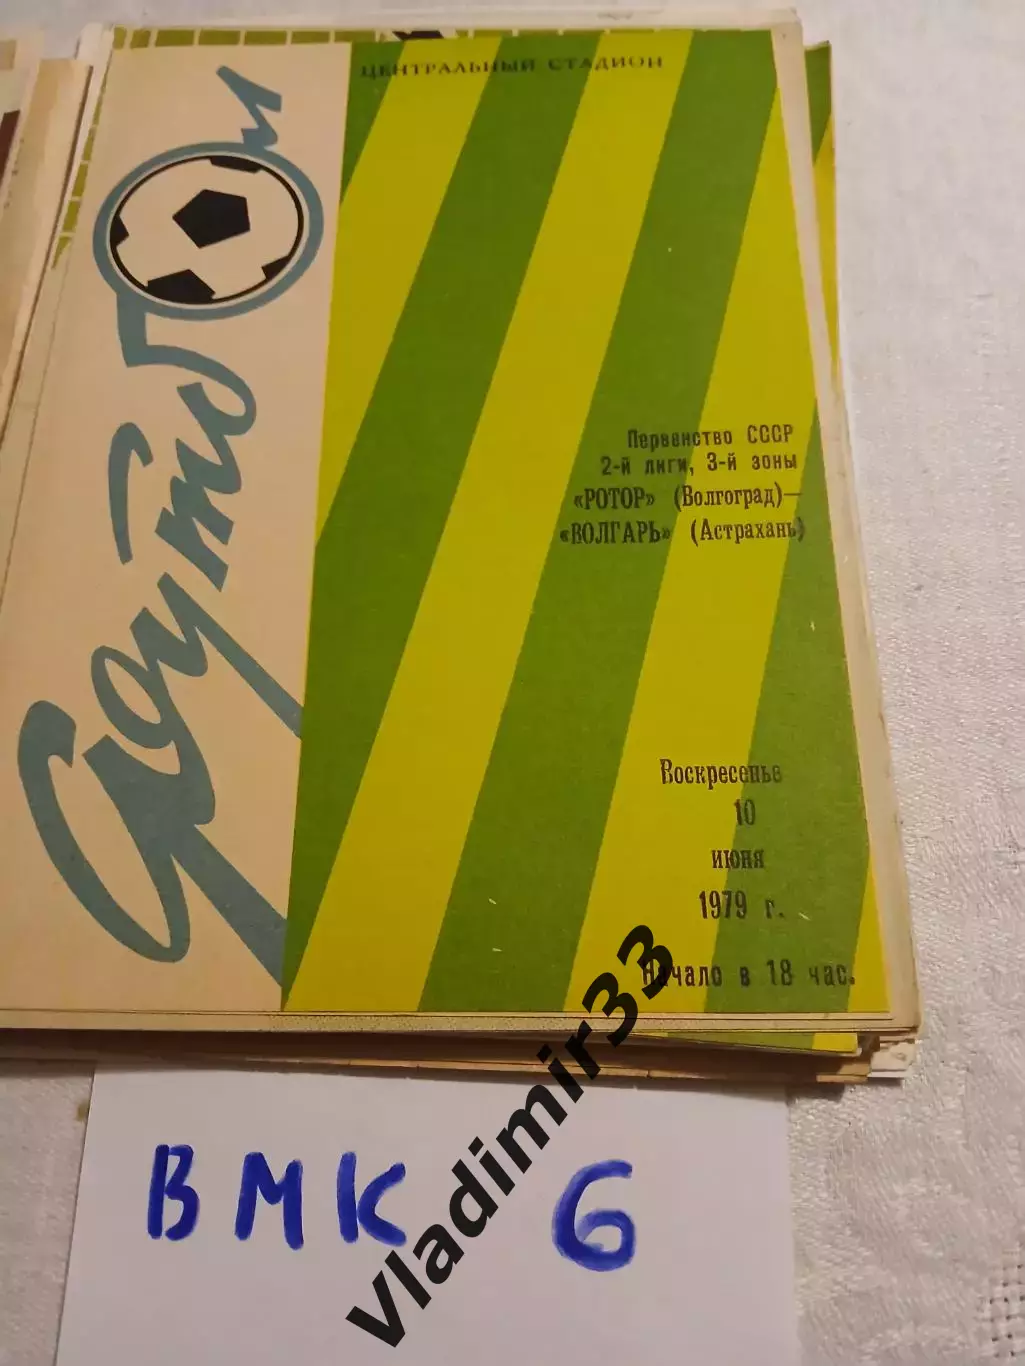 ЦЕНТРАЛЬНЫЙ СТАДИОН
Футбол
Первенство СССР
2-й лиги, 3-й зоны
«РОТОР» (Волгоград)—
«ВОЛГАРЬ» (Астрахань)
Воскресенье
10
июня
1979 г.
Начало в 18 час.
ВМК 6
vladimir33